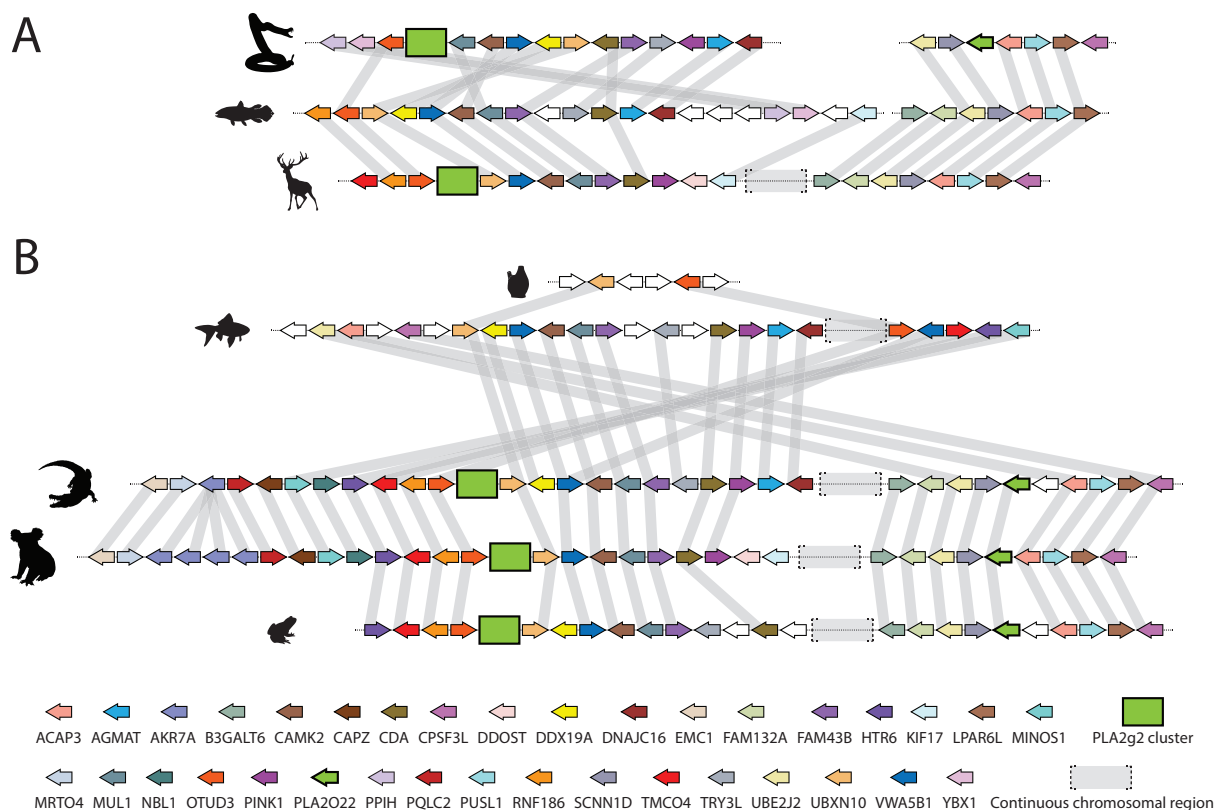 A
B
ACAP3 AGMAT AKR7A B3GALT6 CAMK2 CAPZ CDA CPSF3L DDOST DDX19A DNAJC16 EMC1 FAM132A FAM43B HTR6 KIF17 LPAR6L MINOS1 PLA2g2 cluster
MRTO4 MUL1 NBL1 OTUD3 PINK1 PLA2O22 PPIH PQLC2 PUSL1 RNF186 SCNN1D TMCO4 TRY3L UBE2J2 UBXN10 VWA5B1 YBX1 Continuous chromosomal region